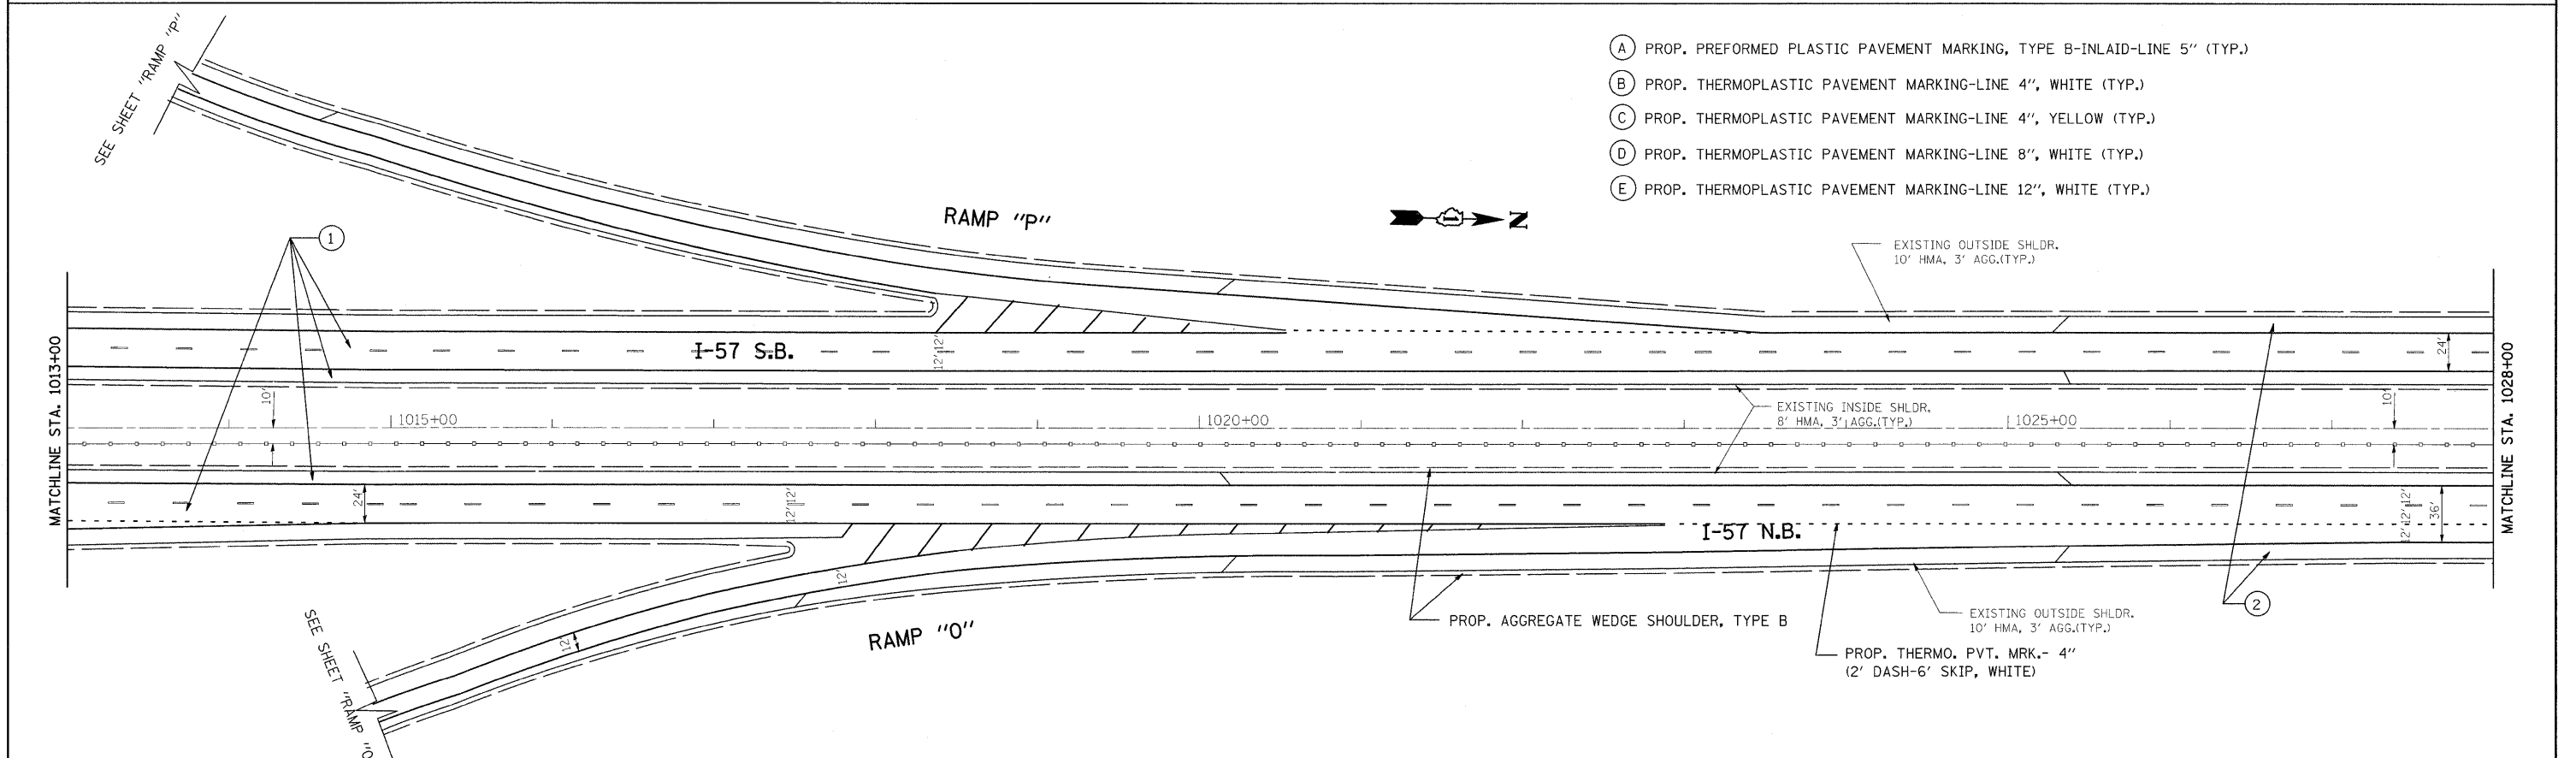 A PROP. PREFORMED PLASTIC PAVEMENT MARKING, TYPE B-INLAID-LINE 5" (TYP.)
B PROP. THERMOPLASTIC PAVEMENT MARKING-LINE 4", WHITE (TYP.)
C PROP. THERMOPLASTIC PAVEMENT MARKING-LINE 4", YELLOW (TYP.)
D PROP. THERMOPLASTIC PAVEMENT MARKING-LINE 8", WHITE (TYP.)
E PROP. THERMOPLASTIC PAVEMENT MARKING-LINE 12", WHITE (TYP.)
SEE SHEET "RAMP "P"
RAMP "P"
N
1
EXISTING OUTSIDE SHLDR.
10' HMA, 3' AGG.(TYP.)
MATCHLINE STA. 1013+00
I-57 S.B.
12' 12'
24'
MATCHLINE STA. 1028+00
10'
1015+00
1020+00
EXISTING INSIDE SHLDR.
8' HMA, 3' AGG.(TYP.)
1025+00
10'
24'
12' 12'
I-57 N.B.
12' 12' 12'
36'
12'
12'
SEE SHEET "RAMP "O
RAMP "O"
PROP. AGGREGATE WEDGE SHOULDER, TYPE B
2
EXISTING OUTSIDE SHLDR.
10' HMA, 3' AGG.(TYP.)
PROP. THERMO. PVT. MRK.- 4"
(2' DASH-6' SKIP, WHITE)